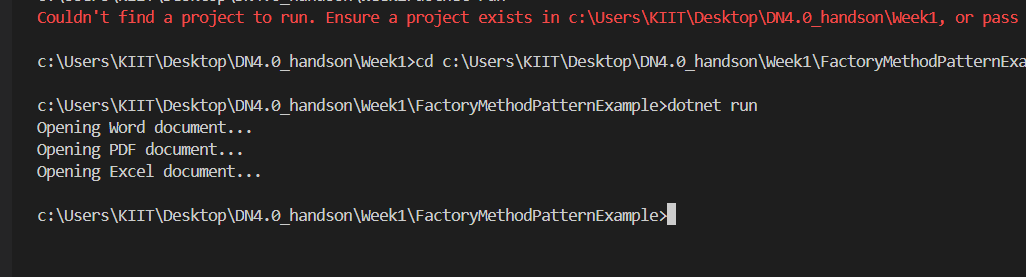 Couldn't find a project to run. Ensure a project exists in c:\Users\KIIT\Desktop\DN4.0_handson\Week1, or pass
c:\Users\KIIT\Desktop\DN4.0_handson\Week1>cd c:\Users\KIIT\Desktop\DN4.0_handson\Week1\FactoryMethodPatternExa
c:\Users\KIIT\Desktop\DN4.0_handson\Week1\FactoryMethodPatternExample>dotnet run
Opening Word document...
Opening PDF document...
Opening Excel document...
c:\Users\KIIT\Desktop\DN4.0_handson\Week1\FactoryMethodPatternExample>